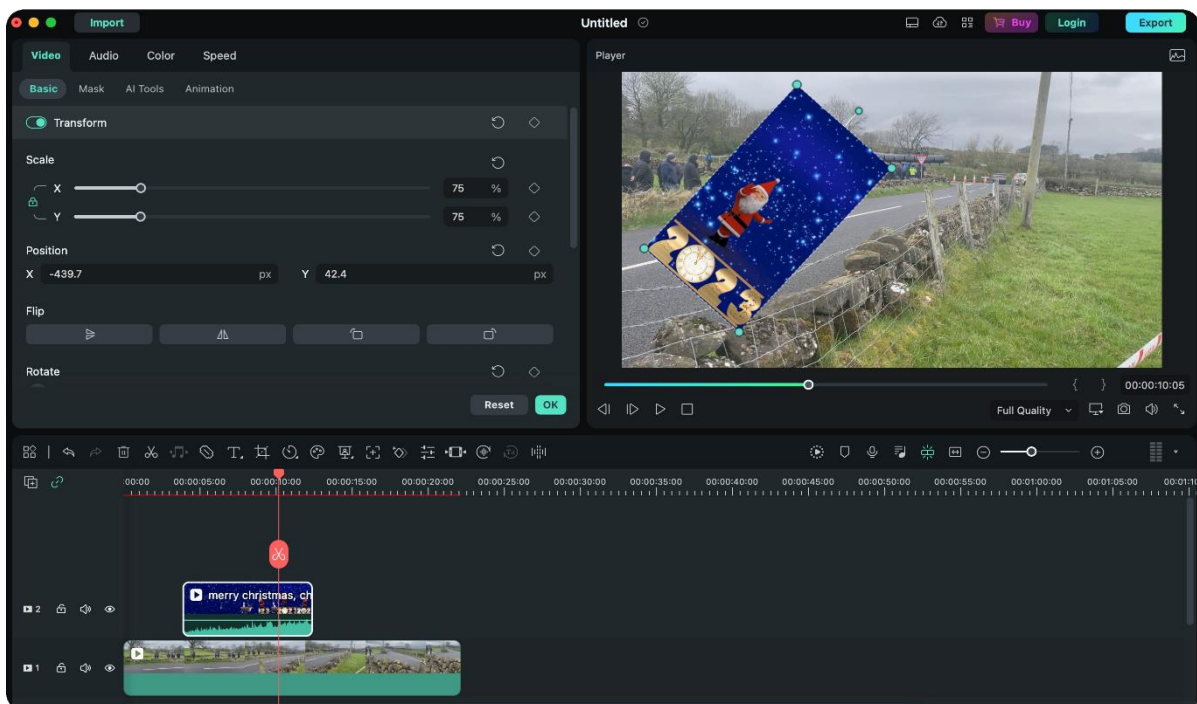 Import
Untitled
Buy
Login
Export
Video Audio Color Speed
Basic Mask AI Tools Animation
Transform
Scale
X 75 %
Y 75 %
Position
X -439.7 px Y 42.4 px
Flip
Rotate
Reset OK
Player
2023
00:00:10:05
Full Quality
:00:00 00:00:05:00 00:00:10:00 00:00:15:00 00:00:20:00 00:00:25:00 00:00:30:00 00:00:35:00 00:00:40:00 00:00:45:00 00:00:50:00 00:00:55:00 00:01:00:00 00:01:05:00 00:01:10
merry christmas, ch
2
1